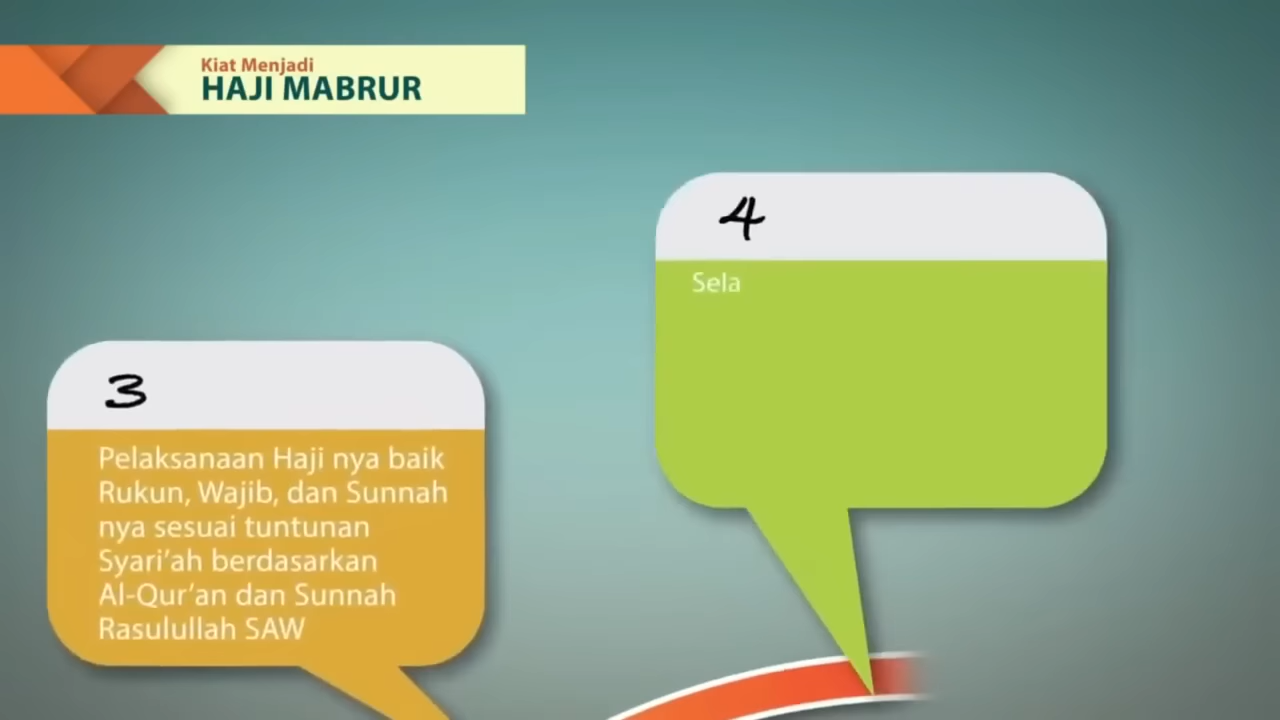 Kiat Menjadi
HAJI MABRUR
3
Pelaksanaan Haji nya baik
Rukun, Wajib, dan Sunnah
nya sesuai tuntunan
Syari’ah berdasarkan
Al-Qur’an dan Sunnah
Rasulullah SAW
4
Sela